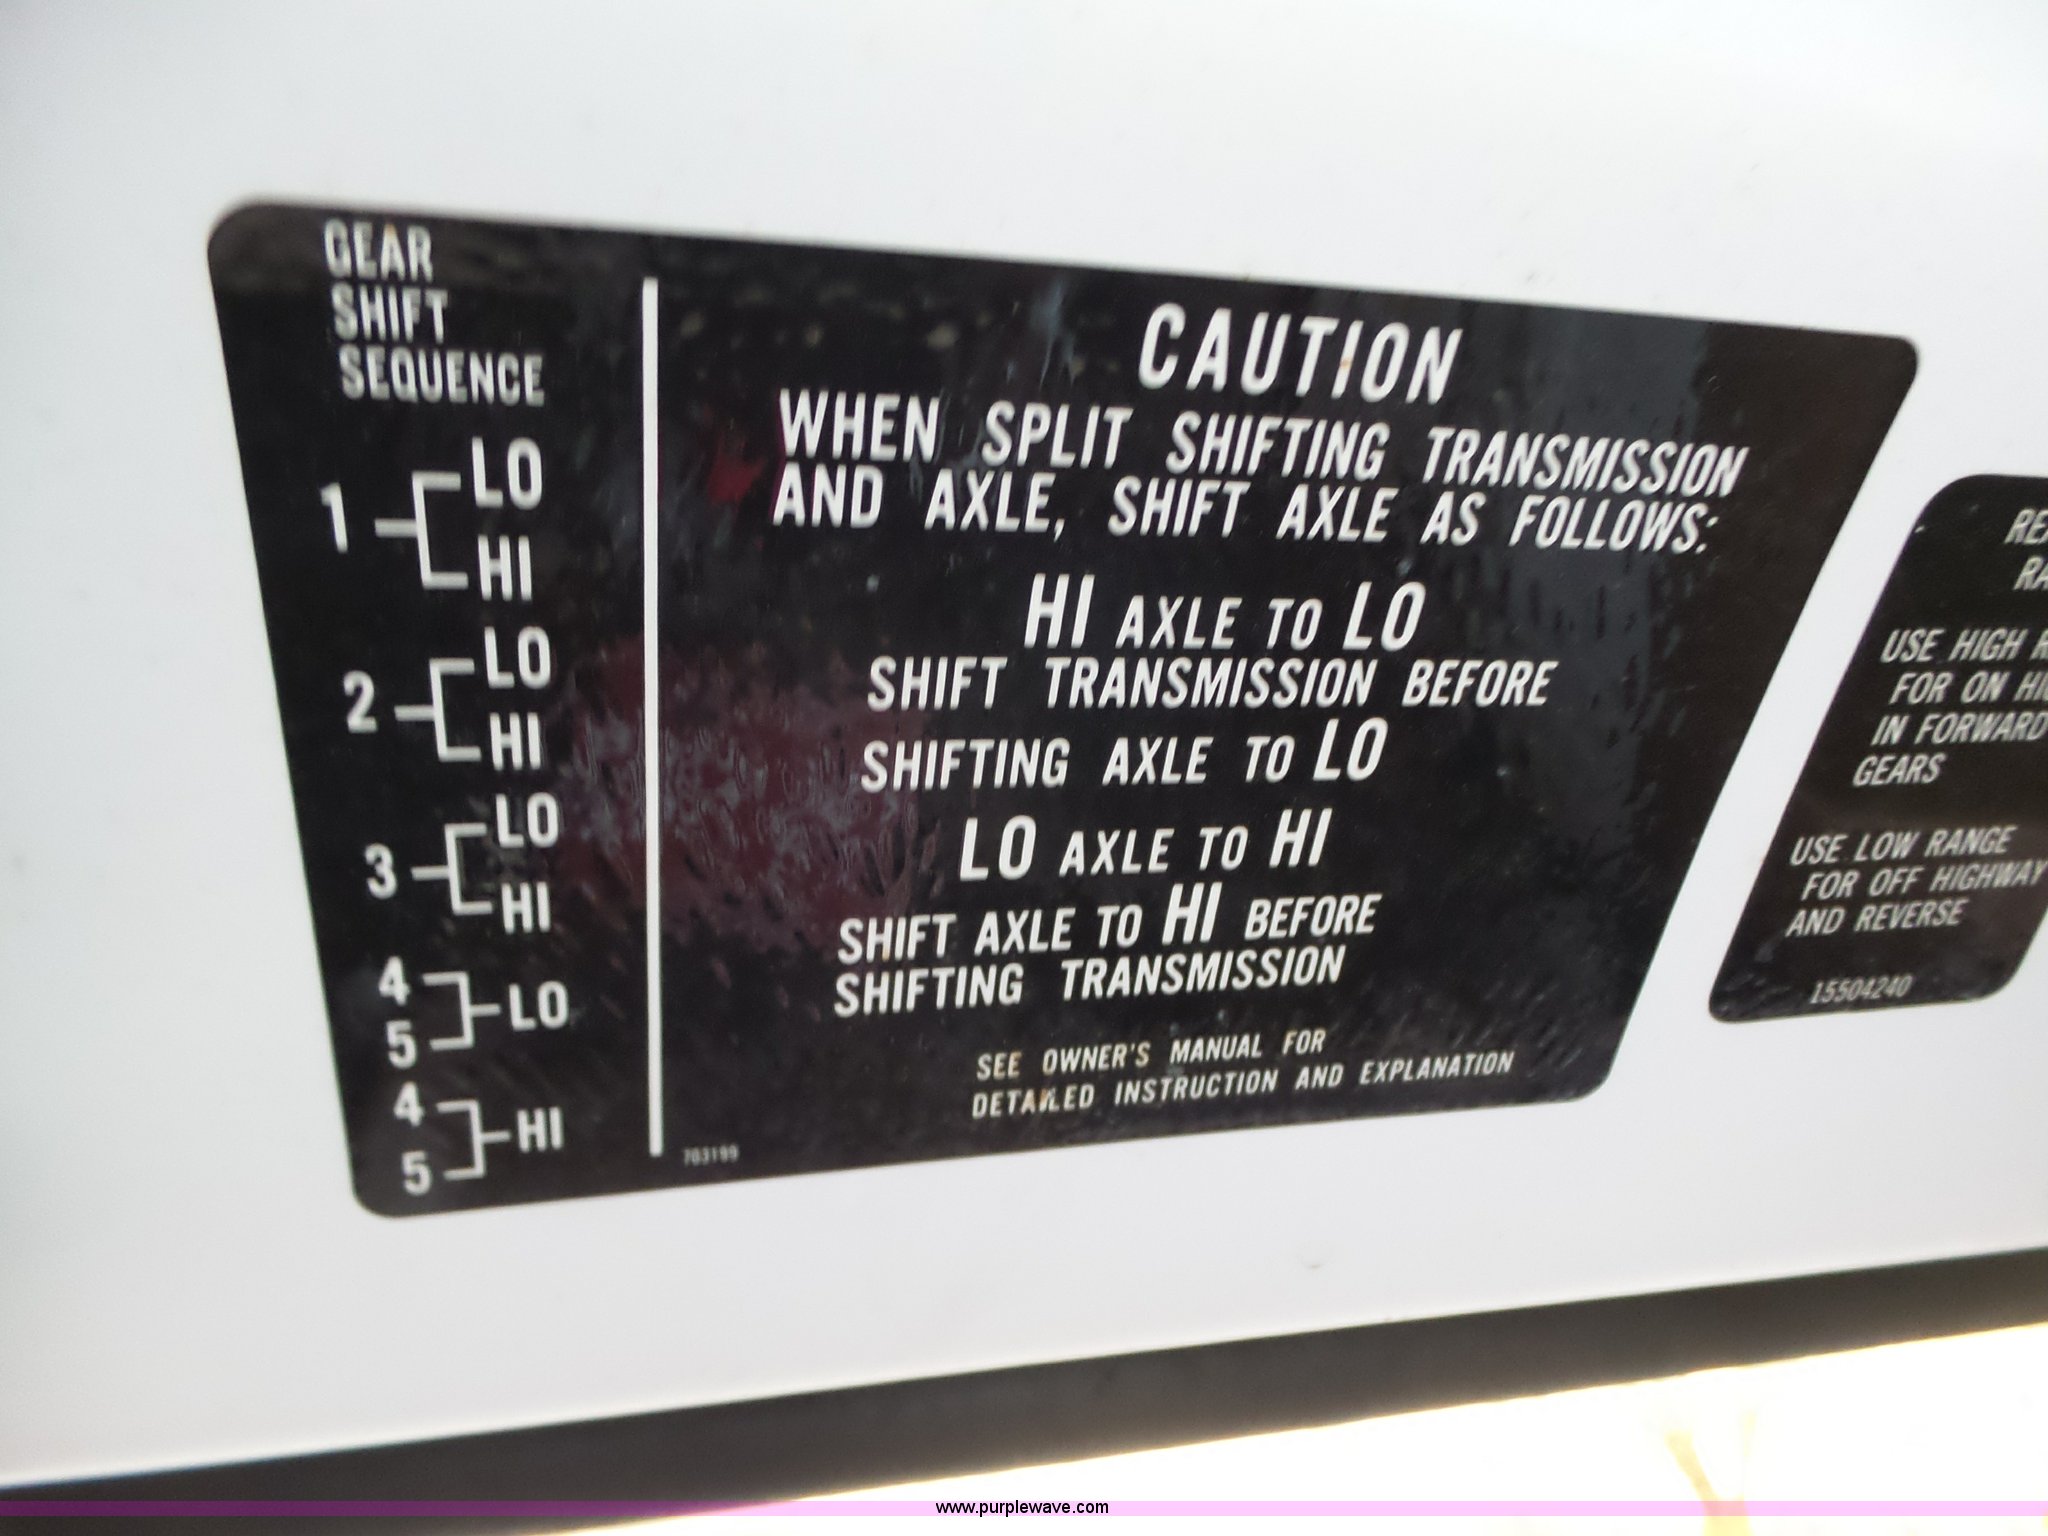 GEAR
SHIFT
SEQUENCE
1 LO
HI
2 LO
HI
3 LO
HI
4
5 LO
4
5 HI
CAUTION
WHEN SPLIT SHIFTING TRANSMISSION
AND AXLE, SHIFT AXLE AS FOLLOWS:
HI AXLE TO LO
SHIFT TRANSMISSION BEFORE
SHIFTING AXLE TO LO
LO AXLE TO HI
SHIFT AXLE TO HI BEFORE
SHIFTING TRANSMISSION
SEE OWNER'S MANUAL FOR
DETAILED INSTRUCTION AND EXPLANATION
703199
USE HIGH
FOR ON
IN FORWARD
GEARS
USE LOW RANGE
FOR OFF HIGHWAY
AND REVERSE
15504240
www.purplewave.com